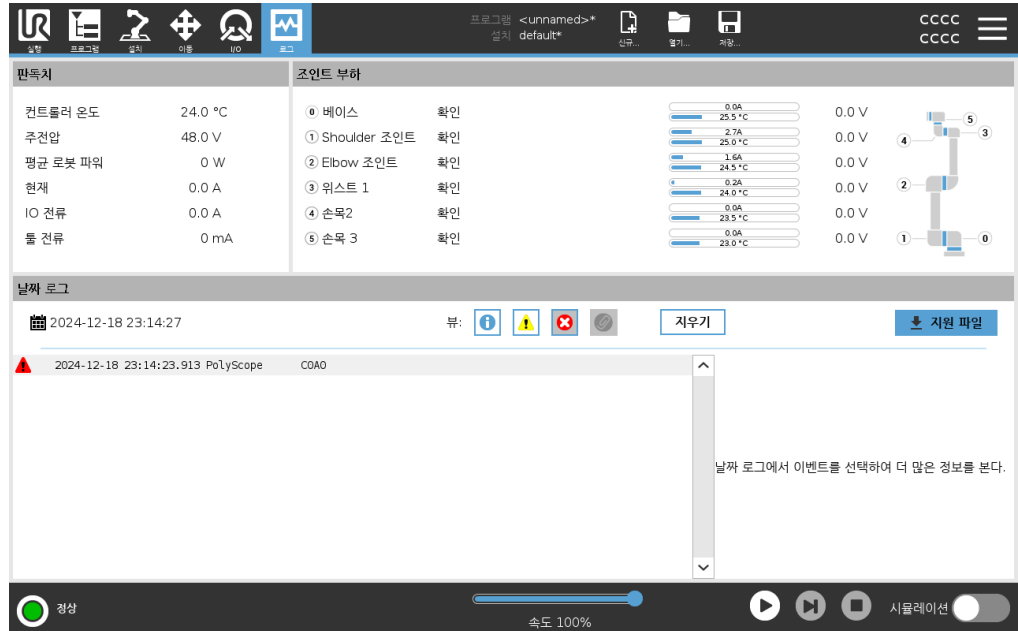 UR
프로그램 <unnamed>*
설치 default*
cccc
cccc
실행 프로그램 설치 이동 I/O 로그 신규... 열기... 저장...
판독치
컨트롤러 온도 24.0 °C
주전압 48.0 V
평균 로봇 파워 0 W
현재 0.0 A
IO 전류 0.0 A
툴 전류 0 mA
조인트 부하
0 베이스 확인 0.0A 25.5 °C 0.0 V
1 Shoulder 조인트 확인 2.7A 25.0 °C 0.0 V
2 Elbow 조인트 확인 1.6A 24.5 °C 0.0 V
3 위스트 1 확인 0.2A 24.0 °C 0.0 V
4 손목2 확인 0.0A 23.5 °C 0.0 V
5 손목 3 확인 0.0A 23.0 °C 0.0 V
5
4 3
2
1 0
날짜 로그
2024-12-18 23:14:27 뷰: 지우기 지원 파일
2024-12-18 23:14:23.913 PolyScope C0A0
날짜 로그에서 이벤트를 선택하여 더 많은 정보를 본다.
정상
속도 100%
시뮬레이션